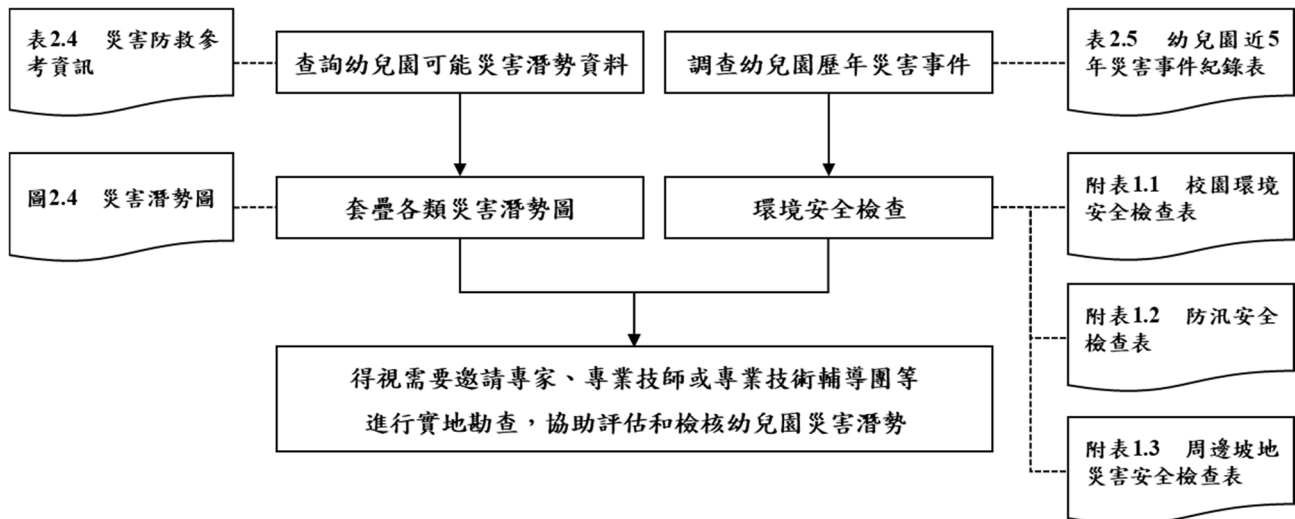 表2.4　災害防救參
考資訊
查詢幼兒園可能災害潛勢資料
調查幼兒園歷年災害事件
表2.5　幼兒園近5
年災害事件紀錄表
圖2.4　災害潛勢圖
套疊各類災害潛勢圖
環境安全檢查
附表1.1　校園環境
安全檢查表
附表1.2　防汛安全
檢查表
得視需要邀請專家、專業技師或專業技術輔導團等
進行實地勘查，協助評估和檢核幼兒園災害潛勢
附表1.3　周邊坡地
災害安全檢查表